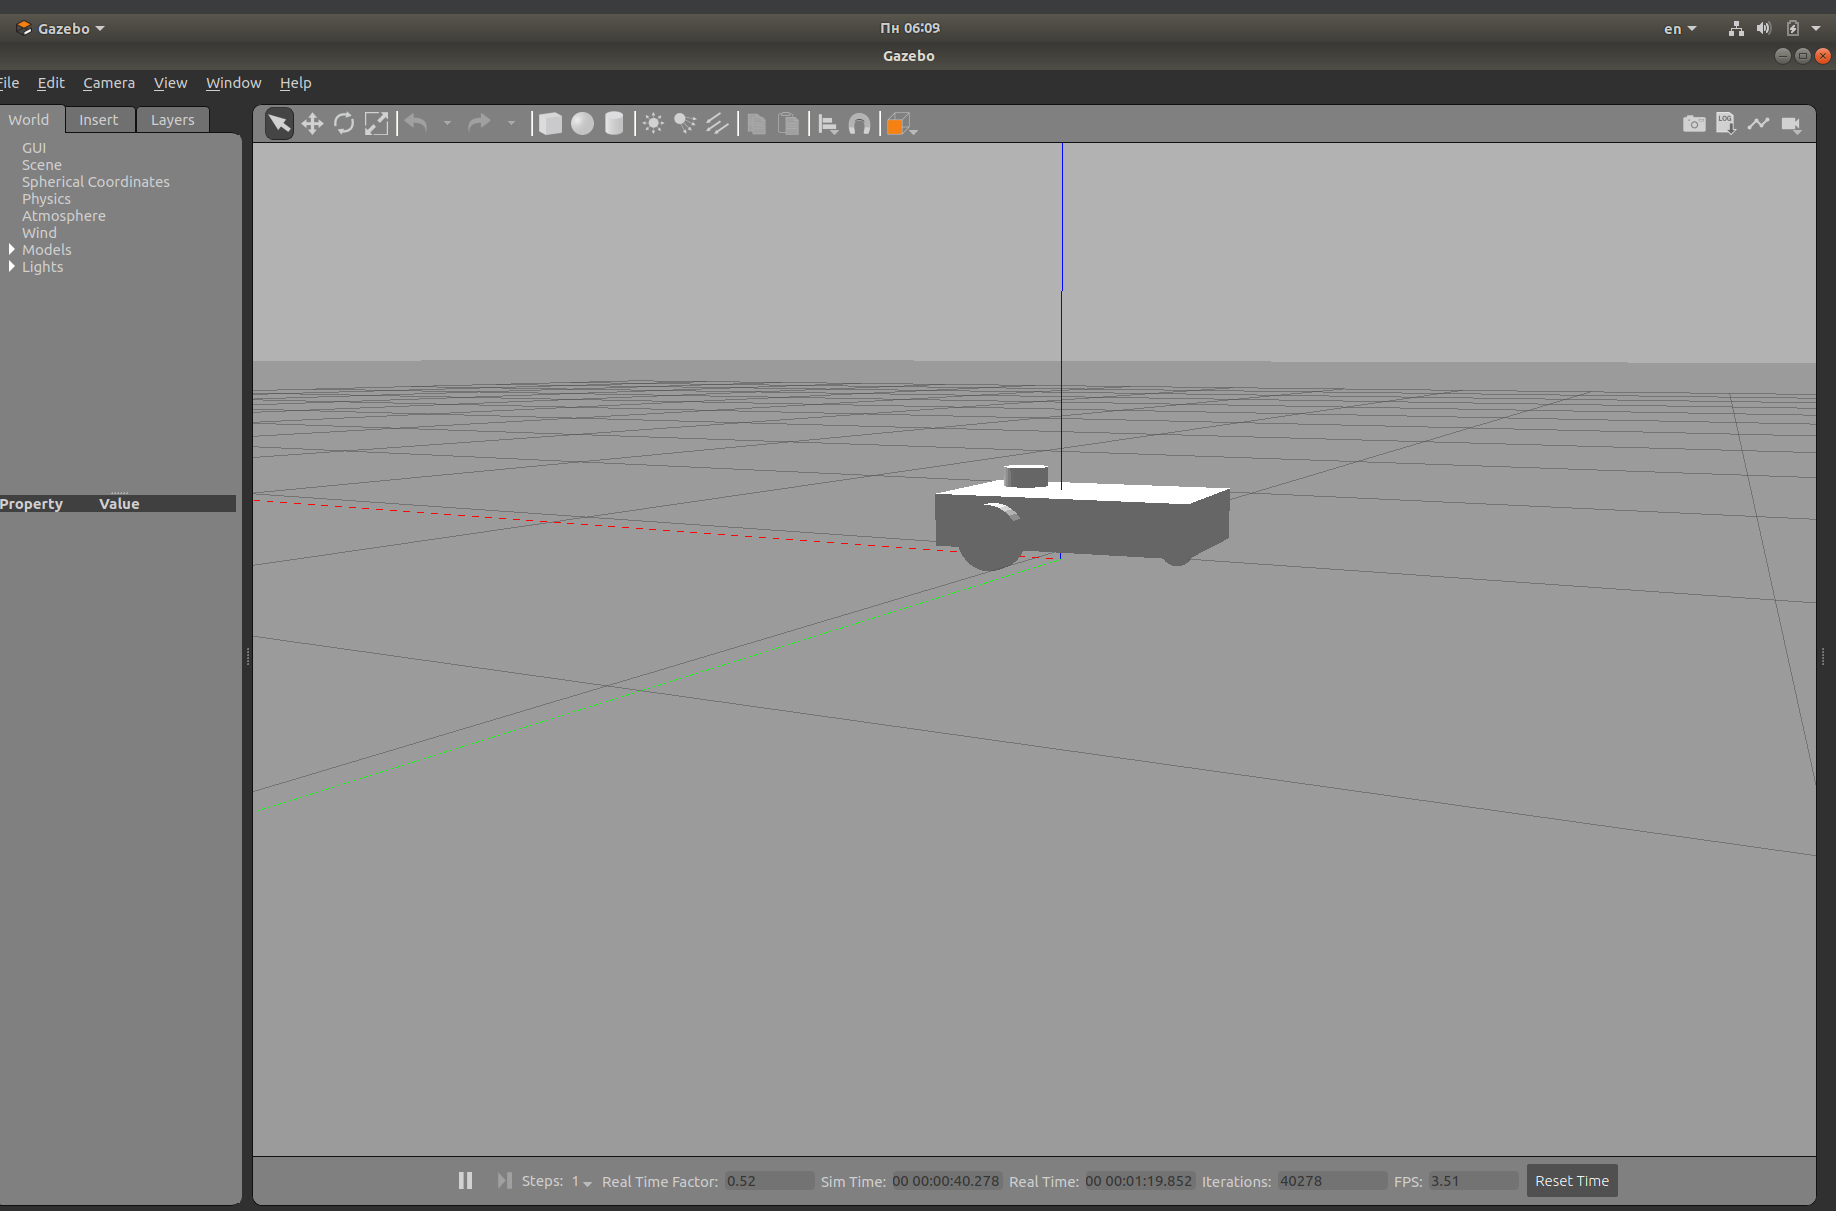 Gazebo Пн 06:09 en
Gazebo
File Edit Camera View Window Help
World Insert Layers
LOG
GUI
Scene
Spherical Coordinates
Physics
Atmosphere
Wind
Models
Lights
Property Value
Steps: 1 Real Time Factor: 0.52 Sim Time: 00 00:00:40.278 Real Time: 00 00:01:19.852 Iterations: 40278 FPS: 3.51 Reset Time